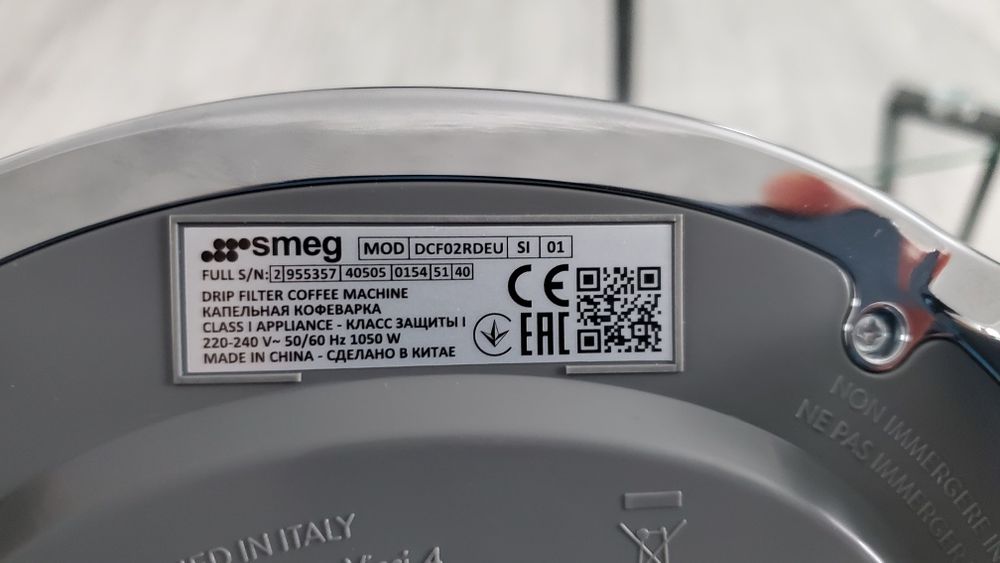 smeg MOD DCF02RDEU SI 01
FULL S/N: 2 955357 40505 0154 51 40
DRIP FILTER COFFEE MACHINE
КАПЕЛЬНАЯ КОФЕВАРКА
CLASS I APPLIANCE - КЛАСС ЗАЩИТЫ I
220-240 V~ 50/60 Hz 1050 W
MADE IN CHINA - СДЕЛАНО В КИТАЕ
CE
EAC
NON IMMERGERE
NE PAS IMMERGER
IN ITALY
4